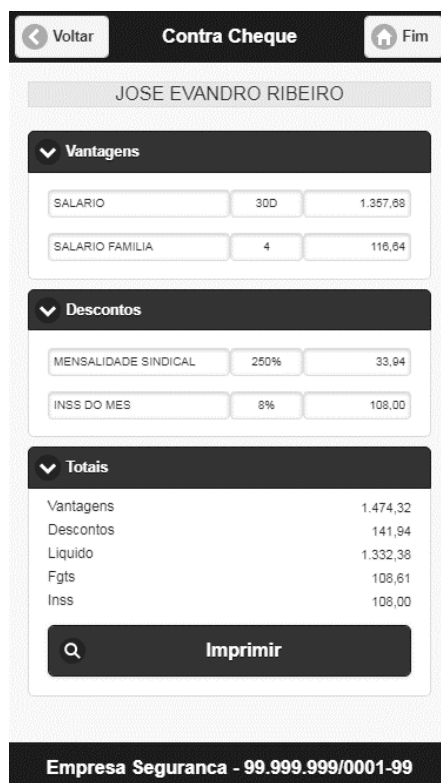 Voltar Contra Cheque Fim
JOSE EVANDRO RIBEIRO
Vantagens
SALARIO 30D 1.357,68
SALARIO FAMILIA 4 116,64
Descontos
MENSALIDADE SINDICAL 250% 33,94
INSS DO MES 8% 108,00
Totais
Vantagens 1.474,32
Descontos 141,94
Liquido 1.332,38
Fgts 108,61
Inss 108,00
Imprimir
Empresa Seguranca - 99.999.999/0001-99